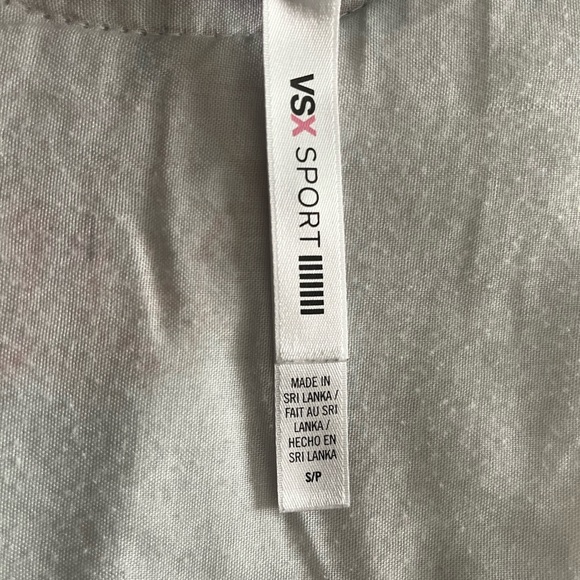 VSX SPORT
MADE IN
SRI LANKA /
FAIT AU SRI
LANKA /
HECHO EN
SRI LANKA
S/P